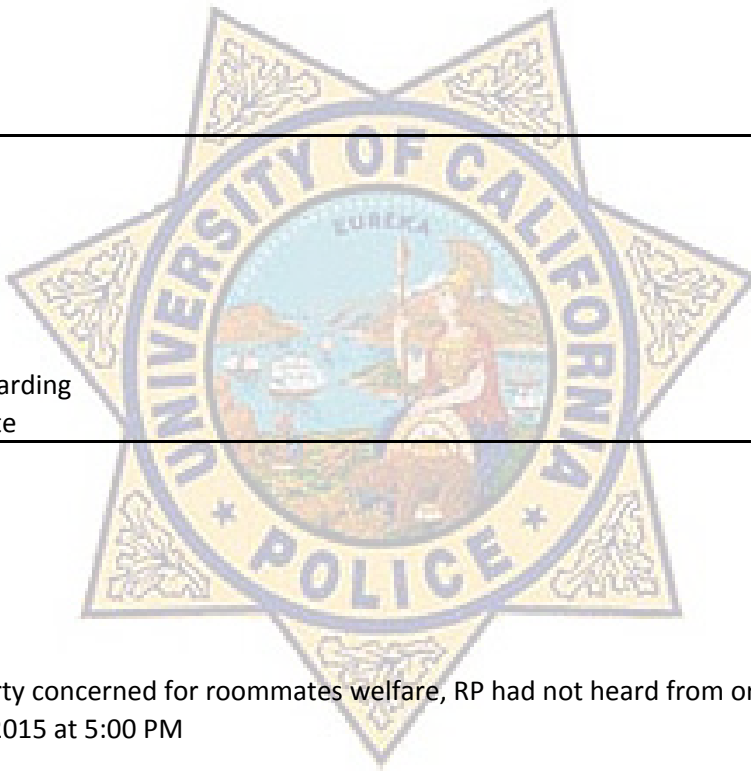 UNIVERSITY OF CALIFORNIA
EUREKA
arding
te
POLICE
rty concerned for roommates welfare, RP had not heard from or
2015 at 5:00 PM